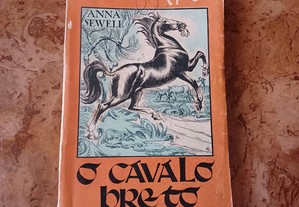 ANNA
SEWELL
O CAVALO
PRETO